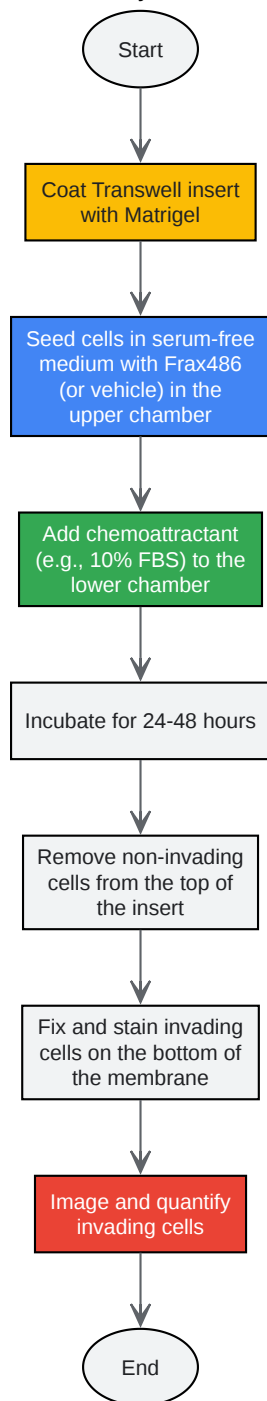 Start
Coat Transwell insert
with Matrigel
Seed cells in serum-free
medium with Frax486
(or vehicle) in the
upper chamber
Add chemoattractant
(e.g., 10% FBS) to the
lower chamber
Incubate for 24-48 hours
Remove non-invading
cells from the top of
the insert
Fix and stain invading
cells on the bottom of
the membrane
Image and quantify
invading cells
End